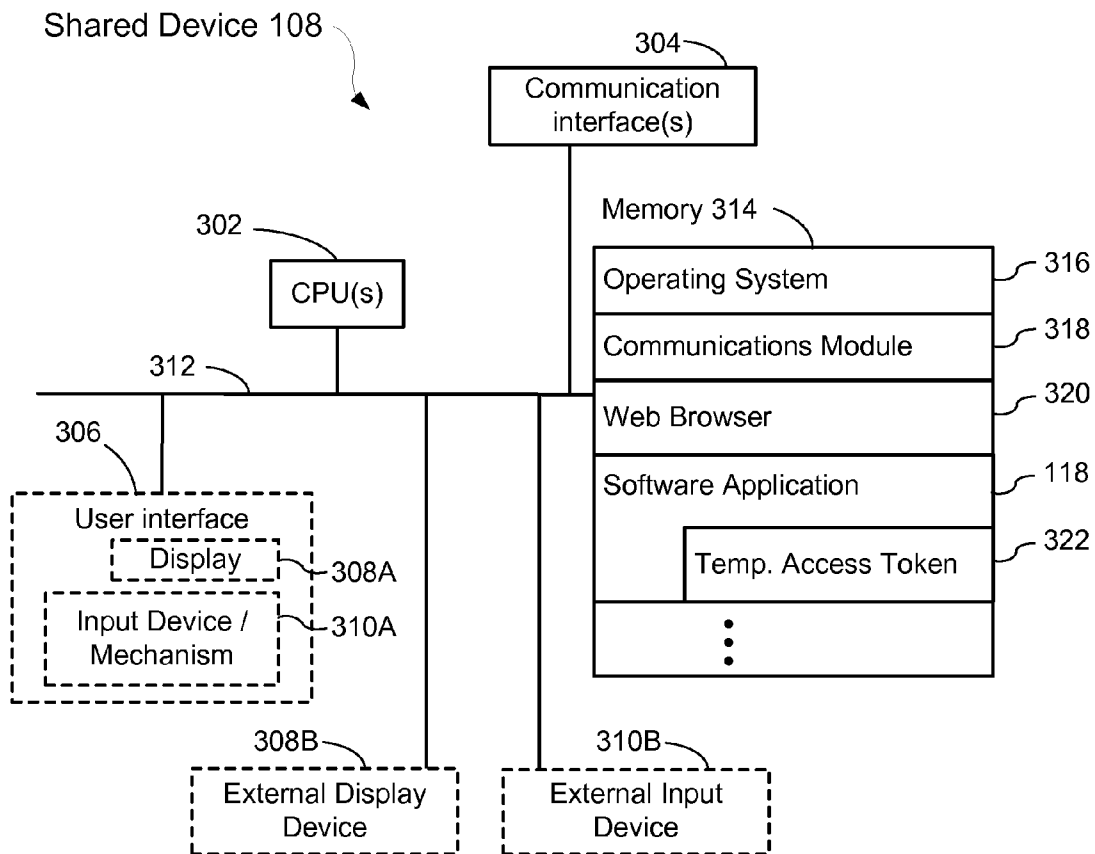 Shared Device 108
304
Communication
interface(s)
302
CPU(s)
312
Memory 314
Operating System
316
Communications Module
318
Web Browser
320
Software Application
118
Temp. Access Token
322
306
User interface
Display
308A
Input Device /
Mechanism
310A
308B
External Display
Device
310B
External Input
Device